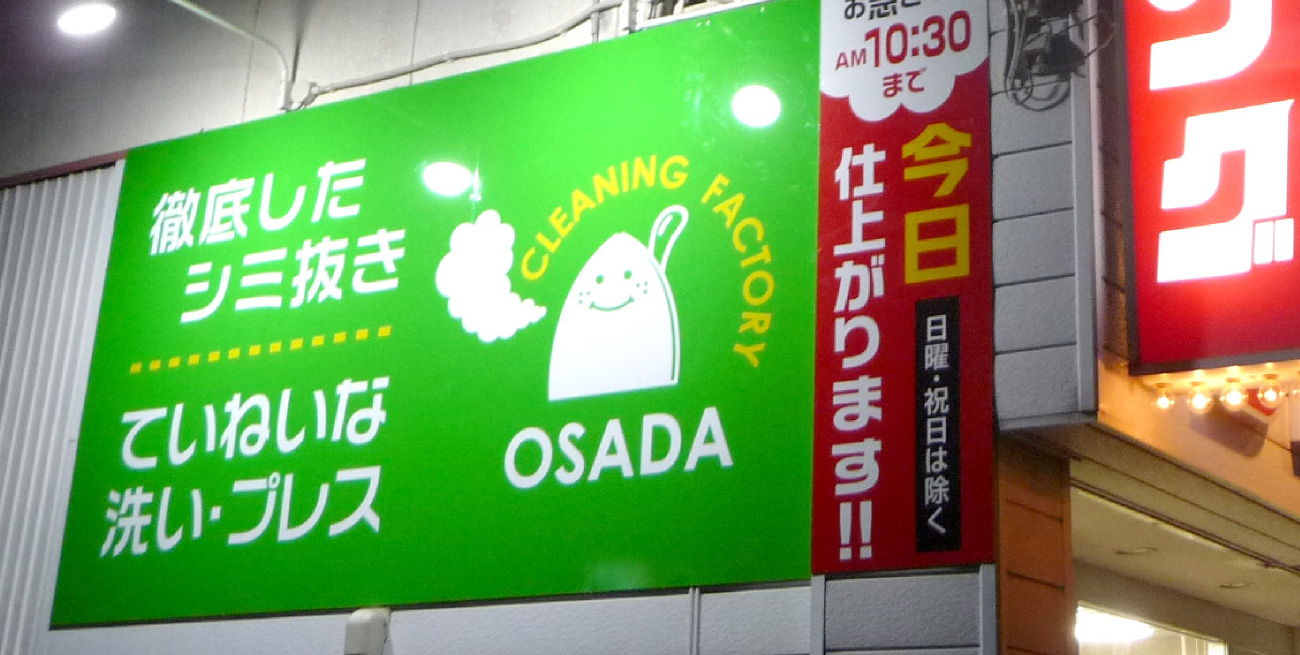 徹底した
シミ抜き
ていねいな
洗い・プレス
CLEANING FACTORY
OSADA
AM10:30
まで
今日
仕上がります!!
日曜・祝日は除く
グ